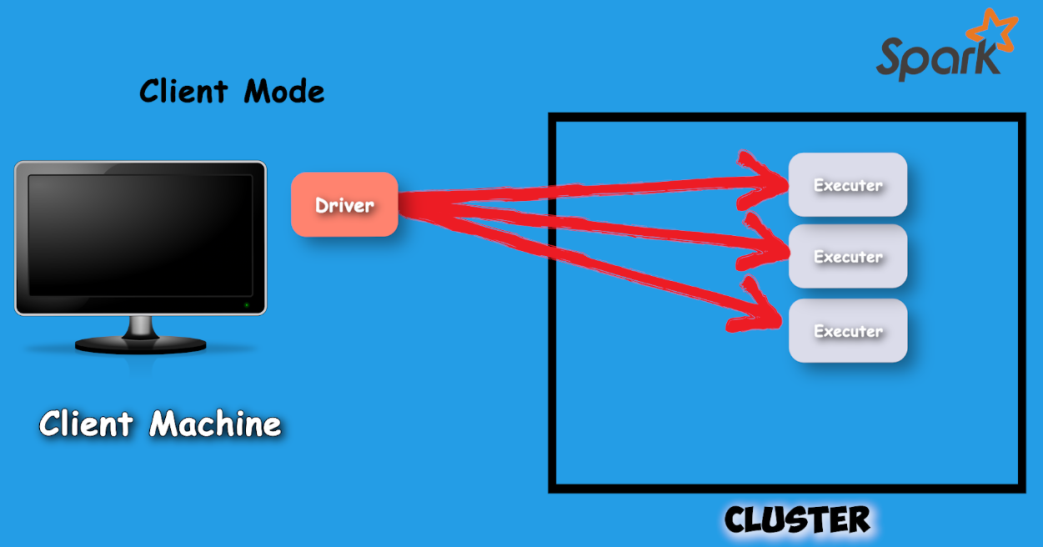 Spark
Client Mode
Driver
Executer
Executer
Executer
Client Machine
CLUSTER